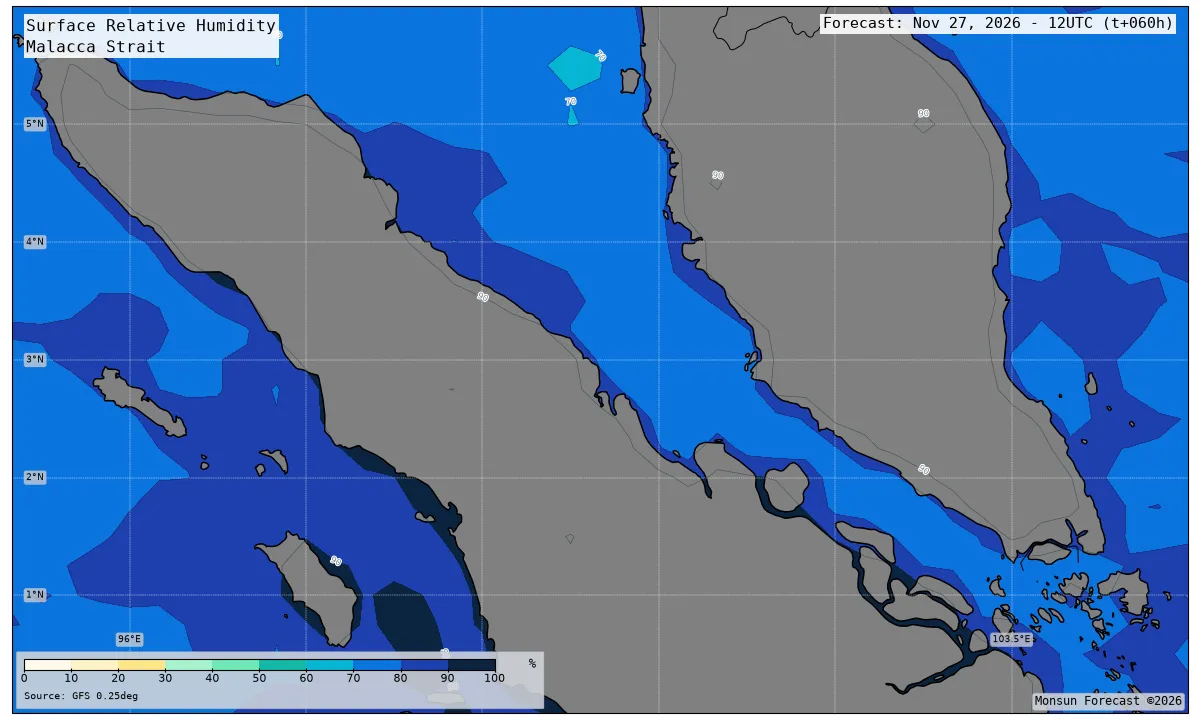 Surface Relative Humidity
Malacca Strait
Forecast: Nov 27, 2026 - 12UTC (t+060h)
70
70
90
5°N
90
4°N
90
3°N
90
2°N
90
1°N
96°E
103.5°E
%
0 10 20 30 40 50 60 70 80 90 100
Source: GFS 0.25deg
Monsun Forecast ©2026